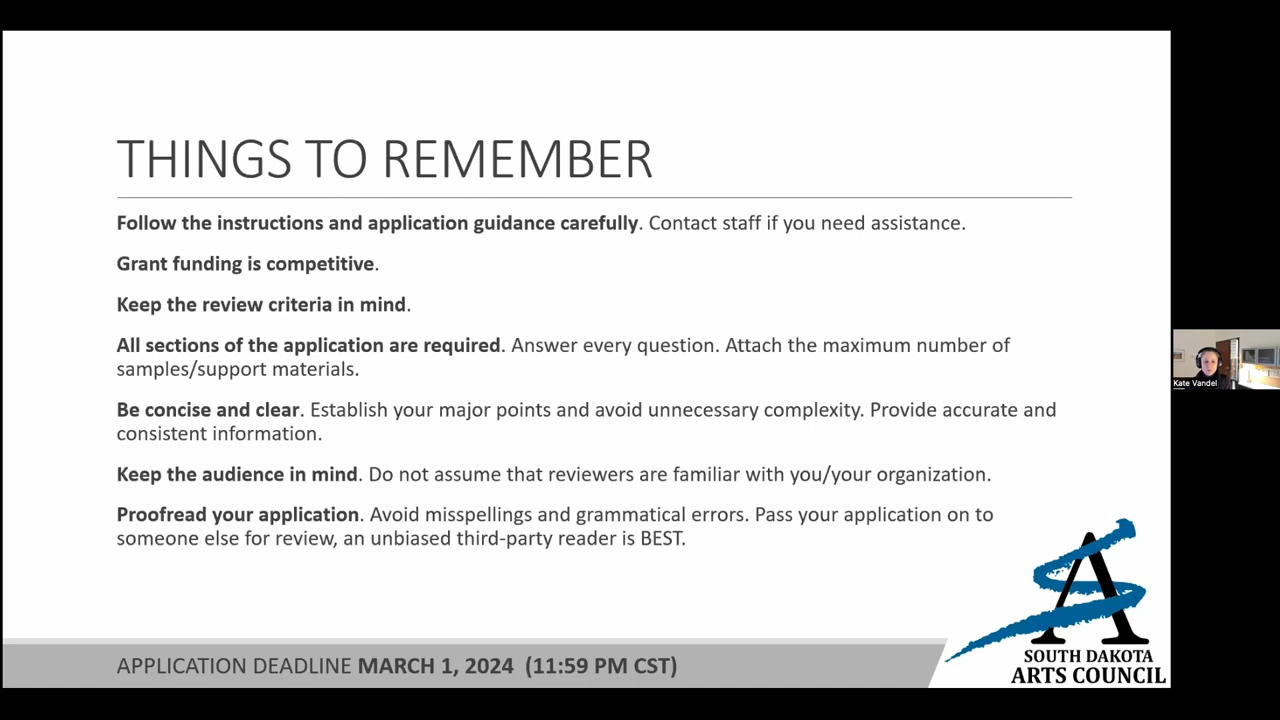 THINGS TO REMEMBER
Follow the instructions and application guidance carefully. Contact staff if you need assistance.
Grant funding is competitive.
Keep the review criteria in mind.
All sections of the application are required. Answer every question. Attach the maximum number of
samples/support materials.
Be concise and clear. Establish your major points and avoid unnecessary complexity. Provide accurate and
consistent information.
Keep the audience in mind. Do not assume that reviewers are familiar with you/your organization.
Proofread your application. Avoid misspellings and grammatical errors. Pass your application on to
someone else for review, an unbiased third-party reader is BEST.
APPLICATION DEADLINE MARCH 1, 2024 (11:59 PM CST)
SOUTH DAKOTA
ARTS COUNCIL
Kate Vandel